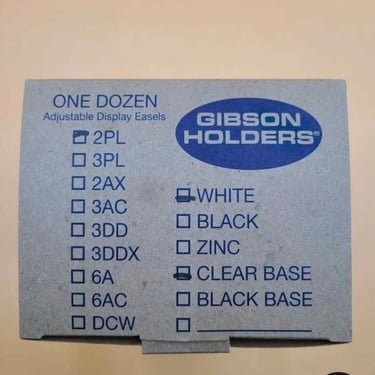 ONE DOZEN
Adjustable Display Easels
2PL
3PL
2AX
3AC
3DD
3DDX
6A
6AC
DCW
GIBSON
HOLDERS®
WHITE
BLACK
ZINC
CLEAR BASE
BLACK BASE